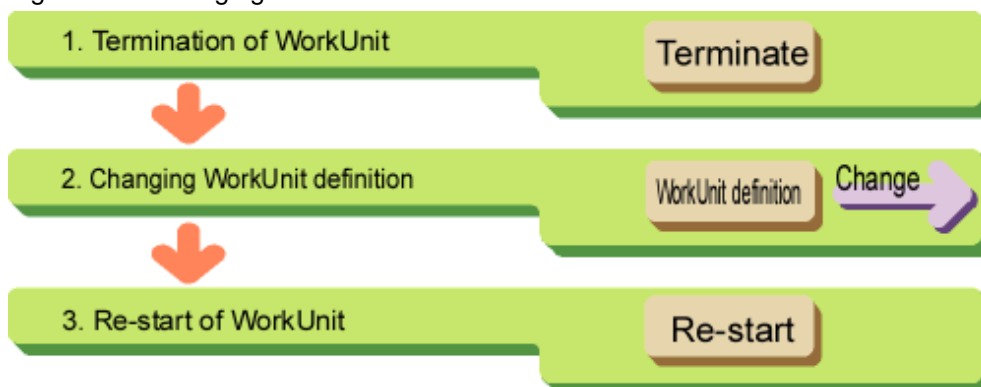 1. Termination of WorkUnit
Terminate
2. Changing WorkUnit definition
WorkUnit definition
Change
3. Re-start of WorkUnit
Re-start